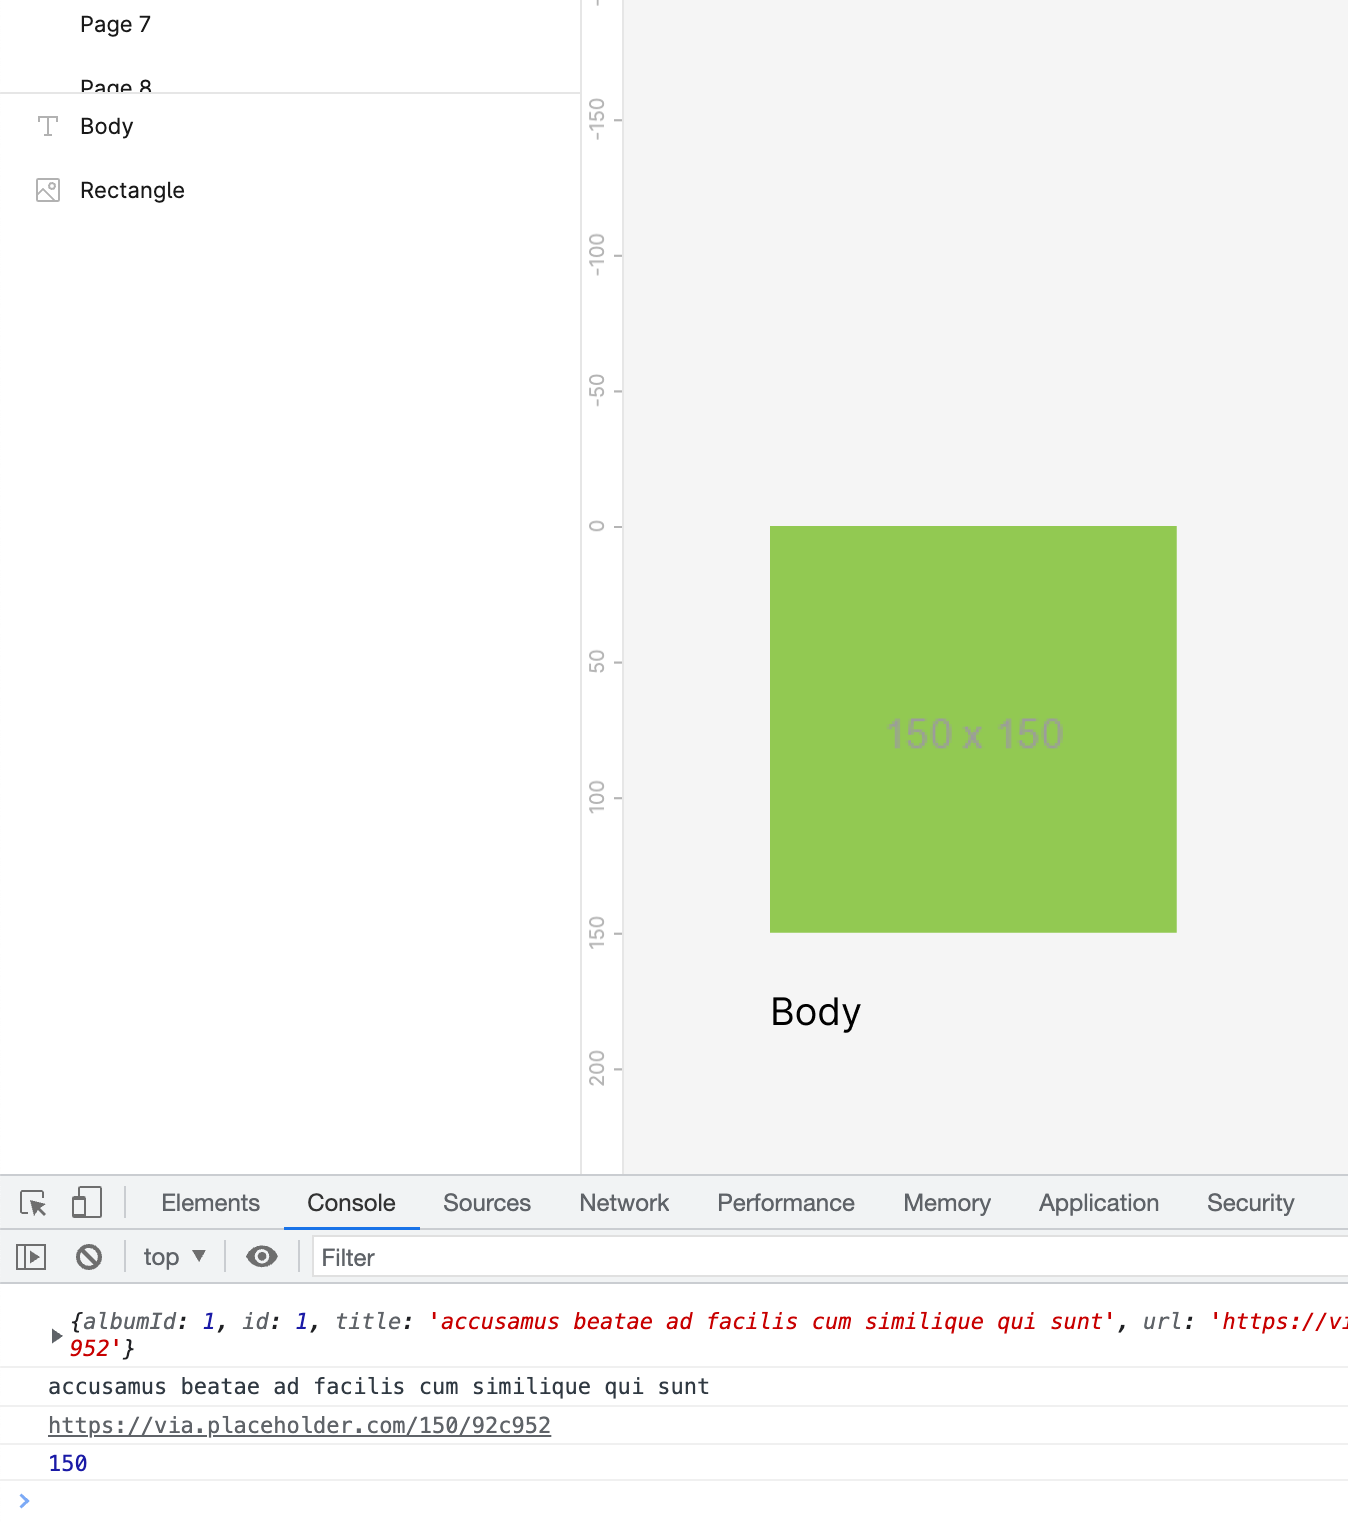 Page 7
Page 8
Body
Rectangle
-150
-100
-50
0
50
100
150
200
150 x 150
Body
Elements Console Sources Network Performance Memory Application Security
top Filter
{albumId: 1, id: 1, title: 'accusamus beatae ad facilis cum similique qui sunt', url: 'https://vi
952'}
accusamus beatae ad facilis cum similique qui sunt
https://via.placeholder.com/150/92c952
150